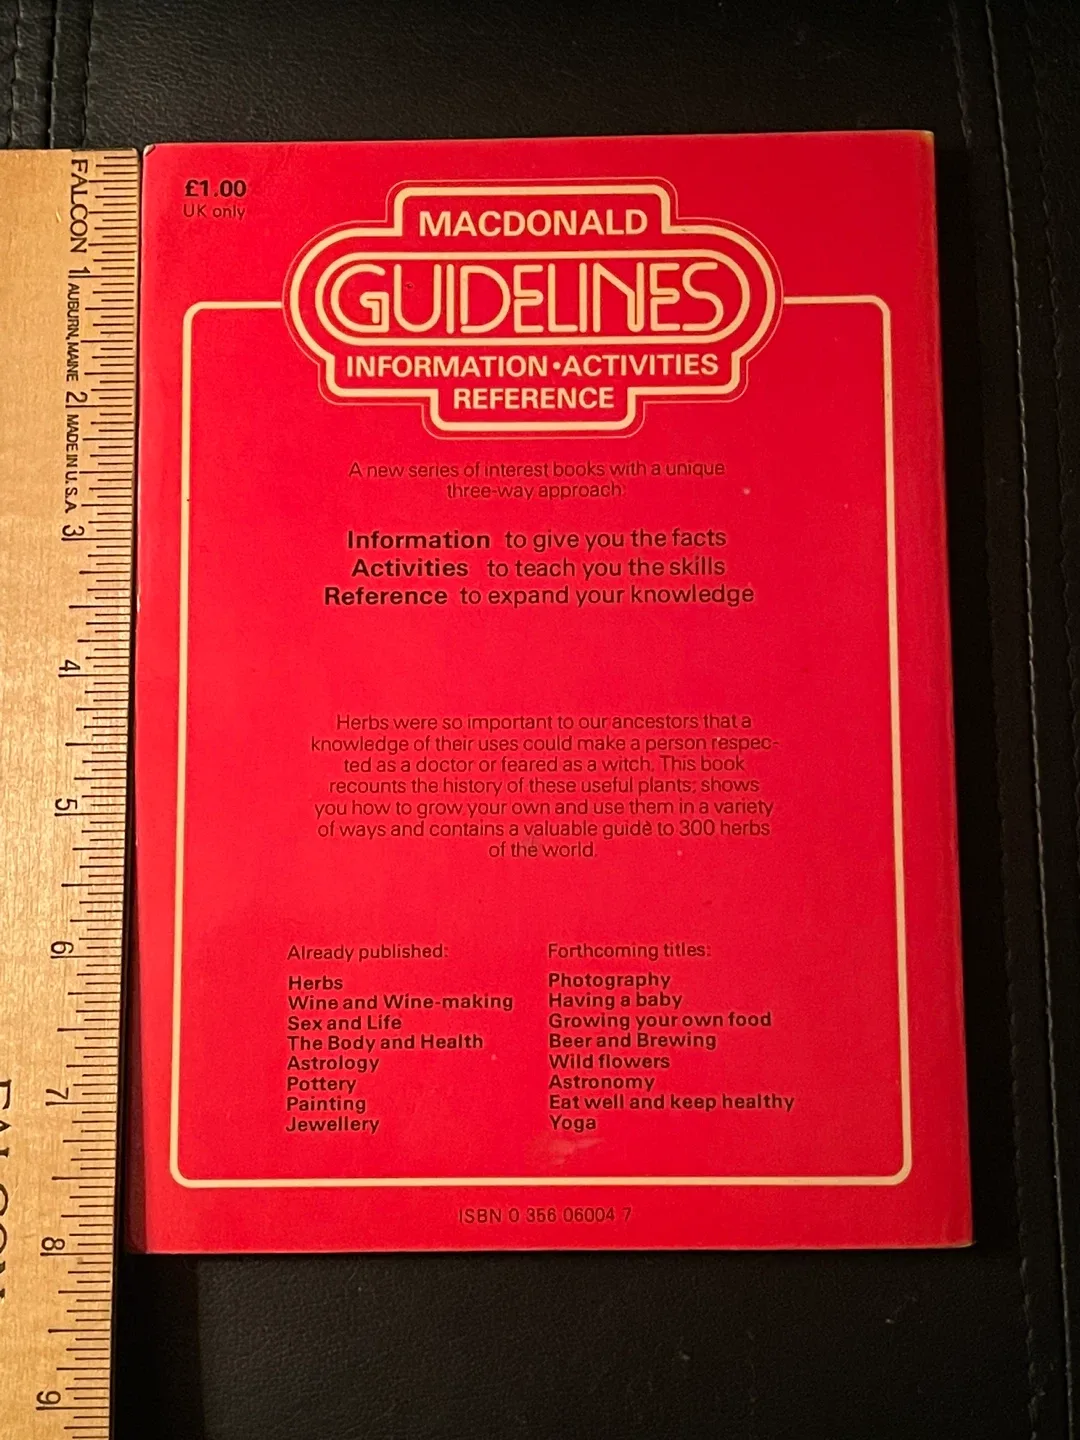 £1.00
UK only
MACDONALD
GUIDELINES
INFORMATION•ACTIVITIES
REFERENCE
A new series of interest books with a unique
three-way approach:
Information to give you the facts
Activities to teach you the skills
Reference to expand your knowledge
Herbs were so important to our ancestors that a
knowledge of their uses could make a person respec-
ted as a doctor or feared as a witch. This book
recounts the history of these useful plants; shows
you how to grow your own and use them in a variety
of ways and contains a valuable guide to 300 herbs
of the world.
Already published:
Herbs
Wine and Wine-making
Sex and Life
The Body and Health
Astrology
Pottery
Painting
Jewellery
Forthcoming titles:
Photography
Having a baby
Growing your own food
Beer and Brewing
Wild flowers
Astronomy
Eat well and keep healthy
Yoga
ISBN 0 356 06004 7
FALCON
AUBURN, MAINE
MADE IN U.S.A
1
2
3
4
5
6
7
8
9
FALCON